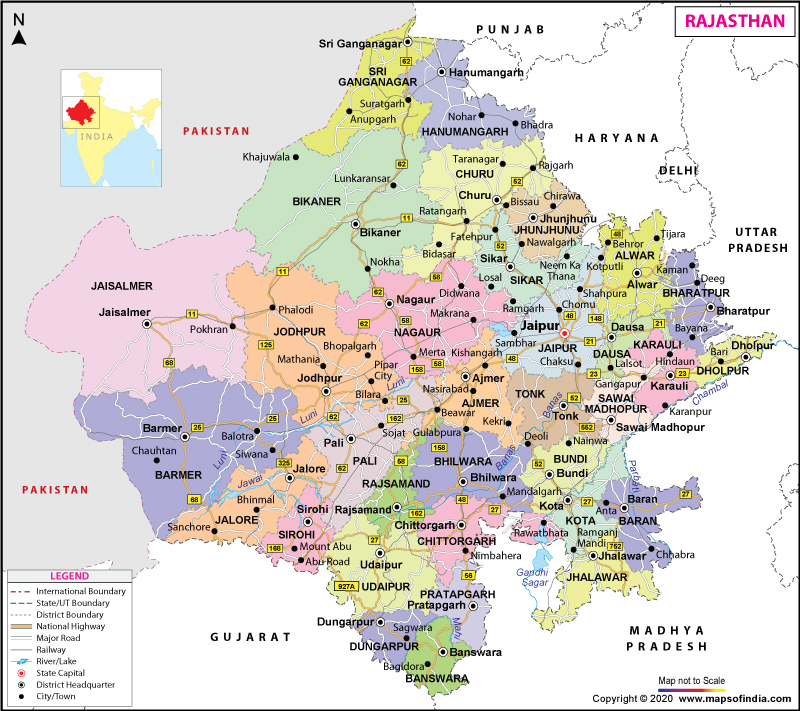 RAJASTHAN
N
PUNJAB
Sri Ganganagar
62
Hanumangarh
SRI
GANGANAGAR
Suratgarh
Anupgarh
Nohar
Bhadra
HANUMANGARH
INDIA
PAKISTAN
HARYANA
DELHI
Khajuwala
62
Lunkaransar
Taranagar
Rajgarh
CHURU
52
BIKANER
Churu
Bissau
Chirawa
Ratangarh
11
Jhunjhunu
JHUNJHUNU
Bikaner
Fatehpur
Nawalgarh
52
Bidasar
48
Tijara
Behror
UTTAR
PRADESH
Nokha
Sikar
Neem Ka
Thana
Kotputli
ALWAR
Kaman
11
58
Losal
SIKAR
Alwar
Deeg
JAISALMER
62
Didwana
Shahpura
BHARATPUR
Nagaur
Ramgarh
Chomu
Jaisalmer
11
Phalodi
Makrana
48
148
Bharatpur
Pokhran
JODHPUR
62
58
NAGAUR
Jaipur
Dausa
21
Bayana
125
Bhopalgarh
Sambhar
JAIPUR
21
KARAULI
Dholpur
68
Mathania
Merta
Kishangarh
48
Chaksu
DAUSA
Hindaun
Bari
Pipar
City
158
58
Lalsot
DHOLPUR
Jodhpur
Luni
Ajmer
23
Karauli
23
Bilara
Nasirabad
TONK
Gangapur
Chambal
25
AJMER
Banas
52
SAWAI
MADHOPUR
Karanpur
Luni
62
162
Beawar
Tonk
Barmer
25
25
Sojat
Kekri
552
Sawai Madhopur
Balotra
Pali
Gulabpura
Deoli
Nainwa
Chauhtan
Luni
Siwana
158
Banas
BUNDI
BARMER
325
Jalore
62
PALI
58
BHILWARA
52
Bundi
Parbati
PAKISTAN
Jawai
RAJSAMAND
Bhilwara
68
Bhinmal
Mandalgarh
Kota
27
Baran
27
Sirohi
Rajsamand
48
27
Anta
Sanchore
JALORE
162
Chittorgarh
KOTA
BARAN
SIROHI
27
CHITTORGARH
Rawatbhata
Ramganj
Mandi
168
Mount Abu
Nimbahera
752
Chhabra
Abu Road
Udaipur
Jhalawar
56
Gandhi
Sagar
JHALAWAR
927A
UDAIPUR
PRATAPGARH
Pratapgarh
Dungarpur
Mahi
GUJARAT
Sagwara
MADHYA
PRADESH
DUNGARPUR
Banswara
Bagidora
BANSWARA
LEGEND
International Boundary
State/UT Boundary
District Boundary
National Highway
Major Road
Railway
River/Lake
State Capital
District Headquarter
City/Town
Map not to Scale
Copyright © 2020 www.mapsofindia.com